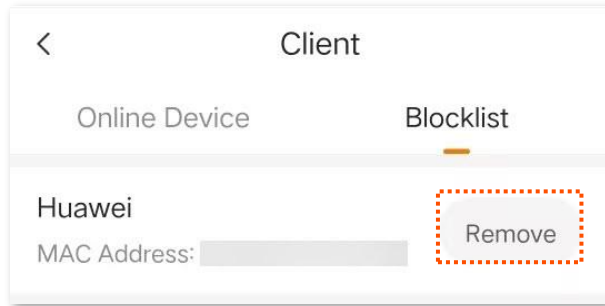 Client
Online Device
Blocklist
Huawei
MAC Address:
Remove